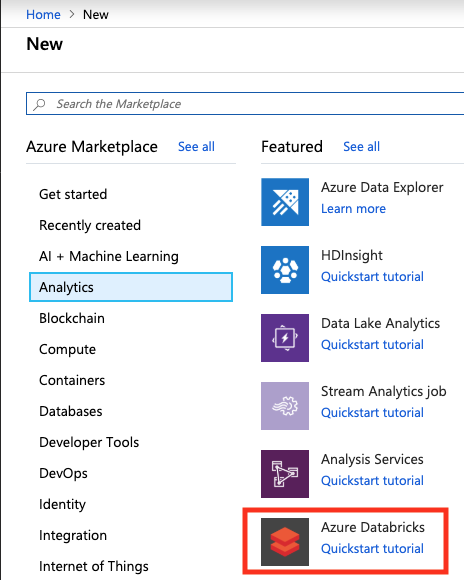 Home > New
New
Search the Marketplace
Azure Marketplace See all
Get started
Recently created
AI + Machine Learning
Analytics
Blockchain
Compute
Containers
Databases
Developer Tools
DevOps
Identity
Integration
Internet of Things
Featured See all
Azure Data Explorer
Learn more
HDInsight
Quickstart tutorial
Data Lake Analytics
Quickstart tutorial
Stream Analytics job
Quickstart tutorial
Analysis Services
Quickstart tutorial
Azure Databricks
Quickstart tutorial